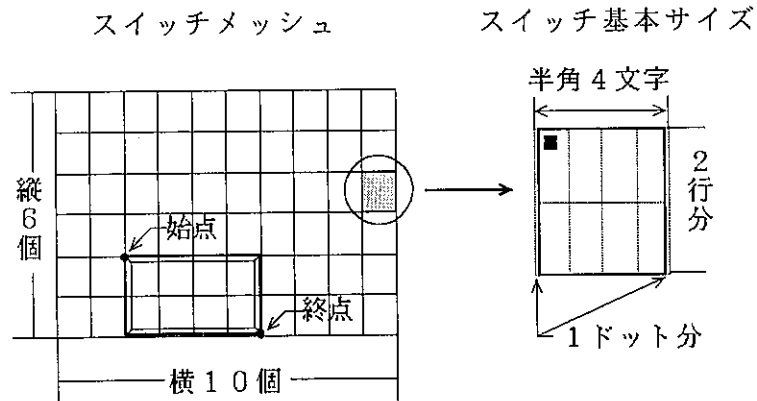 スイッチメッシュ
スイッチ基本サイズ
半角4文字
縦6個
始点
終点
2行分
1ドット分
横10個